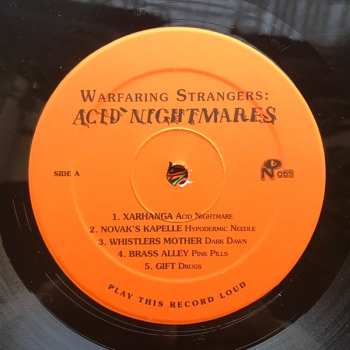 Warfaring Strangers:
ACID NIGHTMARES
SIDE A
N 065
1. XARHANGA Acid Nightmare
2. NOVAK'S KAPELLE Hypodermic Needle
3. WHISTLERS MOTHER Dark Dawn
4. BRASS ALLEY Pink Pills
5. GIFT Drugs
PLAY THIS RECORD LOUD